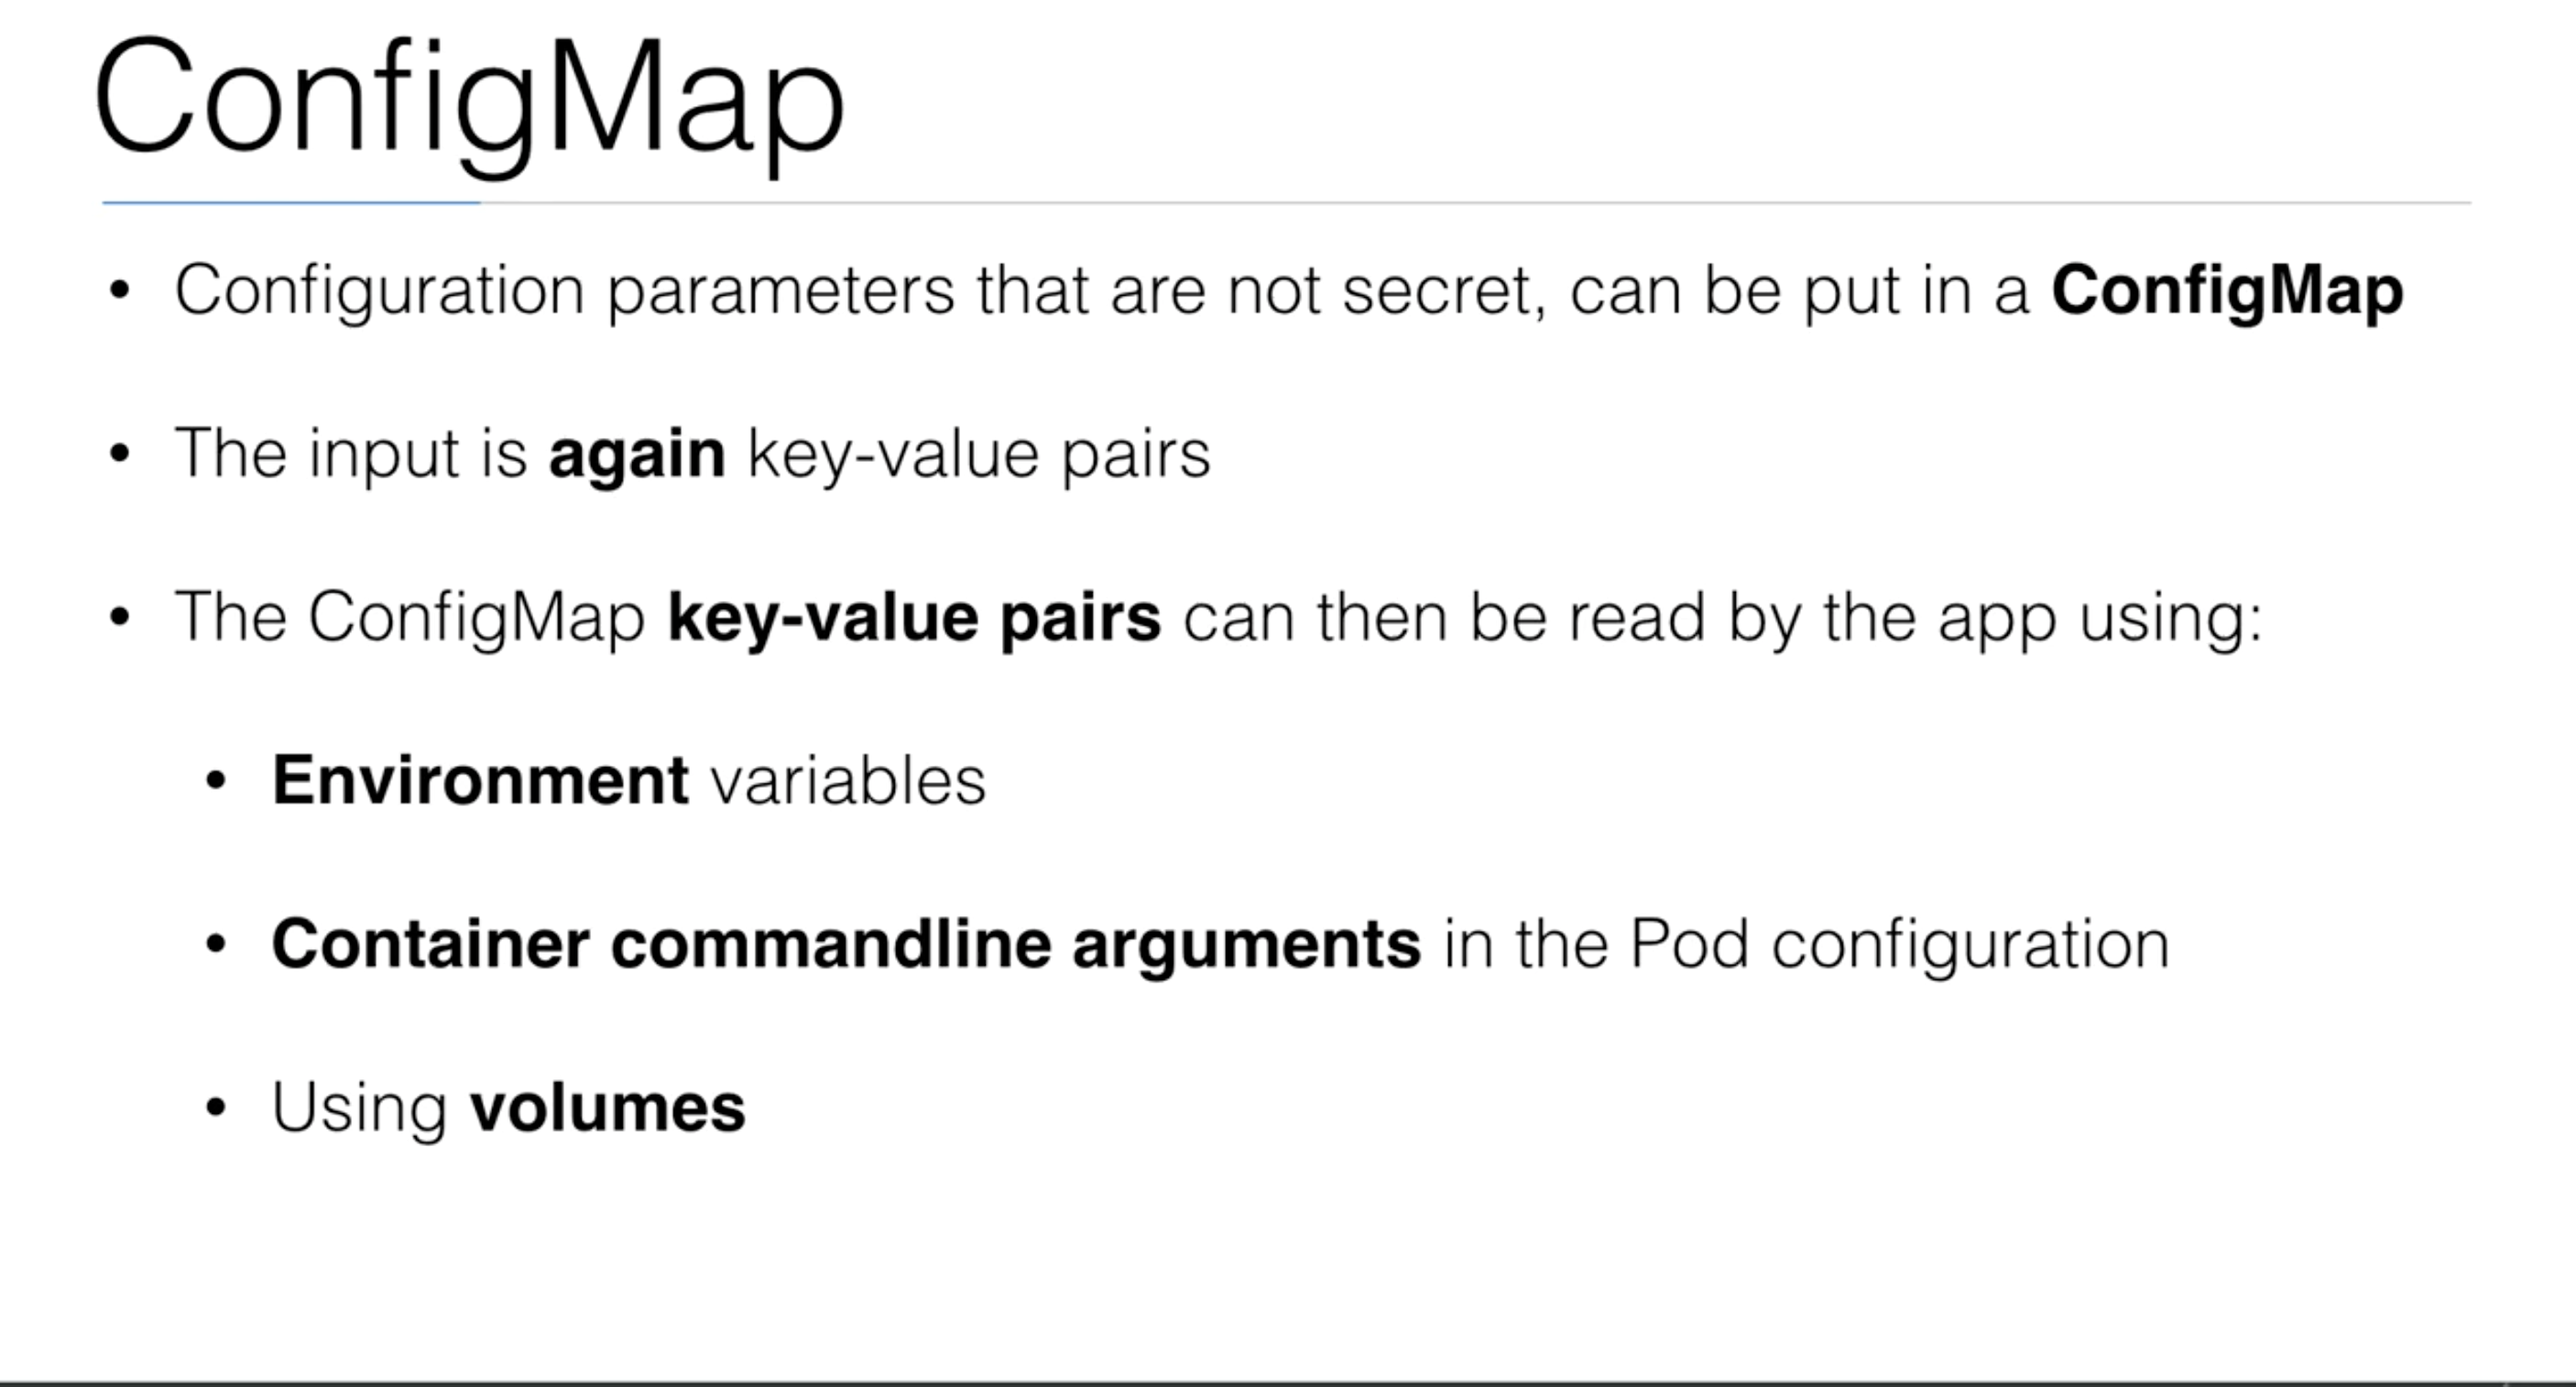 ConfigMap
• Configuration parameters that are not secret, can be put in a ConfigMap
• The input is again key-value pairs
• The ConfigMap key-value pairs can then be read by the app using:
• Environment variables
• Container commandline arguments in the Pod configuration
• Using volumes